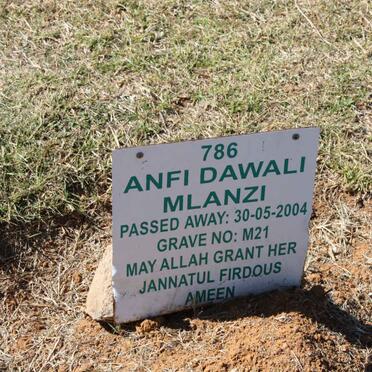 786
ANFI DAWALI
MLANZI
PASSED AWAY: 30-05-2004
GRAVE NO: M21
MAY ALLAH GRANT HER
JANNATUL FIRDOUS
AMEEN